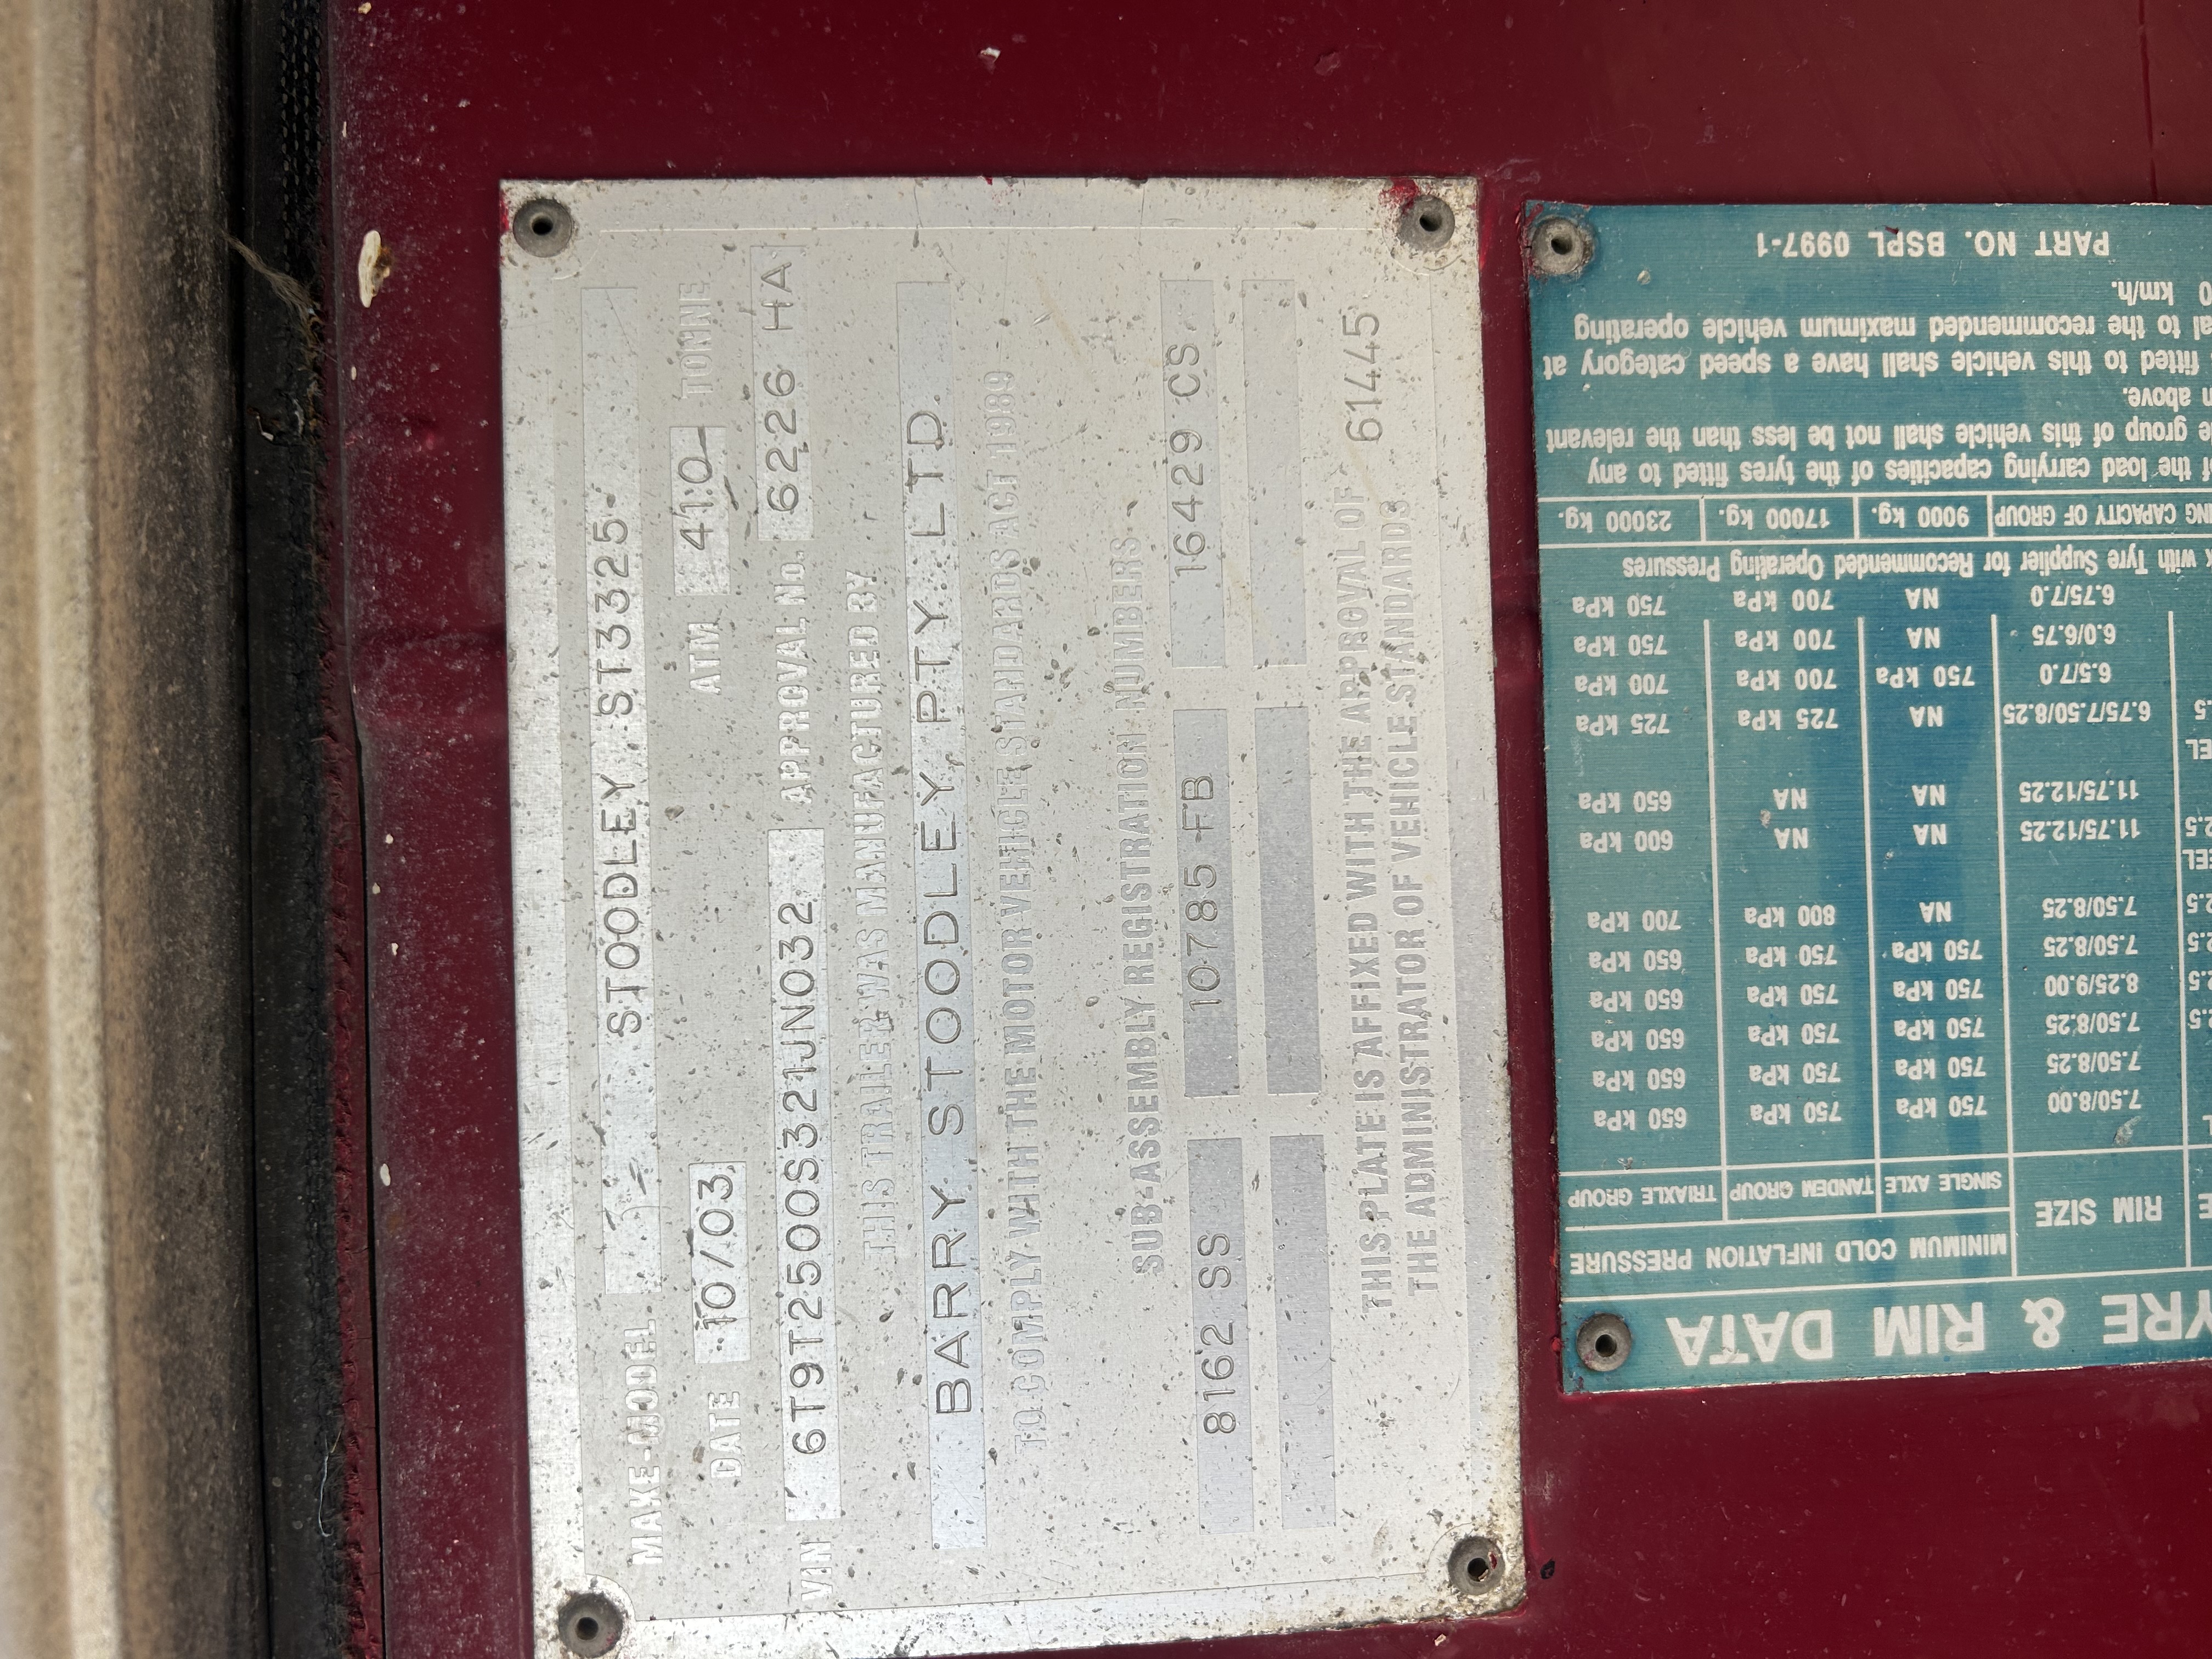 MAKE-MODEL STOODLEY ST3325
DATE 10/03 ATM 41.0 TONNE
VIN 6T9T2500S321JN032 APPROVAL No. 6226 HA
THIS TRAILER WAS MANUFACTURED BY
BARRY STOODLEY PTY. LTD.
TO COMPLY WITH THE MOTOR VEHICLE STANDARDS ACT 1989
SUB-ASSEMBLY REGISTRATION NUMBERS
8162 SS 10785 FB 16429 CS
THIS PLATE IS AFFIXED WITH THE APPROVAL OF 61445
THE ADMINISTRATOR OF VEHICLE STANDARDS
YRE & RIM DATA
MINIMUM COLD INFLATION PRESSURE
RIM SIZE SINGLE AXLE TANDEM GROUP TRIAXLE GROUP
7.50/8.00 750 kPa 750 kPa 650 kPa
7.50/8.25 750 kPa 750 kPa 650 kPa
7.50/8.25 750 kPa 750 kPa 650 kPa
8.25/9.00 750 kPa 750 kPa 650 kPa
7.50/8.25 750 kPa 750 kPa 650 kPa
7.50/8.25 NA 800 kPa 700 kPa
11.75/12.25 NA NA 600 kPa
11.75/12.25 NA NA 650 kPa
6.75/7.50/8.25 NA 725 kPa 725 kPa
6.5/7.0 750 kPa 700 kPa 700 kPa
6.0/6.75 NA 700 kPa 750 kPa
6.75/7.0 NA 700 kPa 750 kPa
with Tyre Supplier for Recommended Operating Pressures
CAPACITY OF GROUP 9000 kg. 17000 kg. 23000 kg.
the load carrying capacities of the tyres fitted to any
group of this vehicle shall not be less than the relevant
above.
fitted to this vehicle shall have a speed category at
to the recommended maximum vehicle operating
km/h.
PART NO. BSPL 0997-1